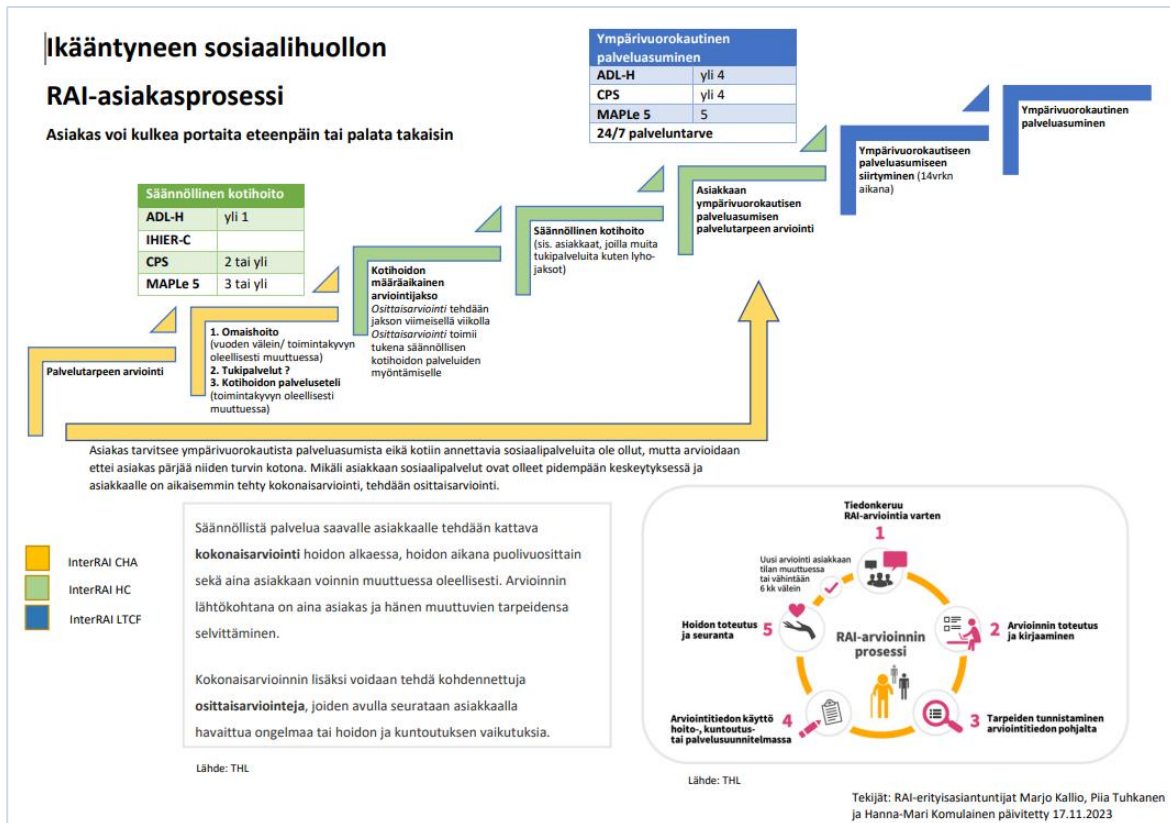 Ikääntyneen sosiaalihuollon
RAI-asiakasprosessi
Asiakas voi kulkea portaita eteenpäin tai palata takaisin
Ympärivuorokautinen
palveluasuminen
ADL-H yli 4
CPS yli 4
MAPLe 5 5
24/7 palveluntarve
Säännöllinen kotihoito
ADL-H yli 1
IHIER-C
CPS 2 tai yli
MAPLe 5 3 tai yli
Palvelutarpeen arviointi
1. Omaishoito
(vuoden välein/ toimintakyvyn
oleellisesti muuttuessa)
2. Tukipalvelut ?
3. Kotihoidon palveluseteli
(toimintakyvyn oleellisesti
muuttuessa)
Kotihoidon
määräaikainen
arviointijakso
Osittaisarviointi tehdään
jakson viimeisellä viikolla
Osittaisarviointi toimii
tukena säännöllisen
kotihoidon palveluiden
myöntämiselle
Säännöllinen kotihoito
(sis. asiakkaat, joilla muita
tukipalveluita kuten lyho-
jaksot)
Asiakkaan
ympärivuorokautisen
palveluasumisen
palvelutarpeen arviointi
Ympärivuorokautiseen
palveluasumiseen
siirtyminen (14vrkn
aikana)
Ympärivuorokautinen
palveluasuminen
Asiakas tarvitsee ympärivuorokautista palveluasumista eikä kotiin annettavia sosiaalipalveluita ole ollut, mutta arvioidaan
ettei asiakas pärjää niiden turvin kotona. Mikäli asiakkaan sosiaalipalvelut ovat olleet pidempään keskeytyksessä ja
asiakkaalle on aikaisemmin tehty kokonaisarviointi, tehdään osittaisarviointi.
InterRAI CHA
InterRAI HC
InterRAI LTCF
Säännöllistä palvelua saavalle asiakkaalle tehdään kattava
kokonaisarviointi hoidon alkaessa, hoidon aikana puolivuosittain
sekä aina asiakkaan voinnin muuttuessa oleellisesti. Arvioinnin
lähtökohtana on aina asiakas ja hänen muuttuvien tarpeidensa
selvittäminen.
Kokonaisarvioinnin lisäksi voidaan tehdä kohdennettuja
osittaisarviointeja, joiden avulla seurataan asiakkaalla
havaittua ongelmaa tai hoidon ja kuntoutuksen vaikutuksia.
Lähde: THL
Tiedonkeruu
RAI-arviointia varten
1
Uusi arviointi asiakkaan
tilan muuttuessa
tai vähintään
6 kk välein
Hoidon toteutus
ja seuranta
5
RAI-arvioinnin
prosessi
2
Arvioinnin toteutus
ja kirjaaminen
Arviointitiedon käyttö
hoito-, kuntoutus-
tai palvelusuunnitelmassa
4
3
Tarpeiden tunnistaminen
arviointitiedon pohjalta
Lähde: THL
Tekijät: RAI-erityisasiantuntijat Marjo Kallio, Piia Tuhkanen
ja Hanna-Mari Komulainen päivitetty 17.11.2023